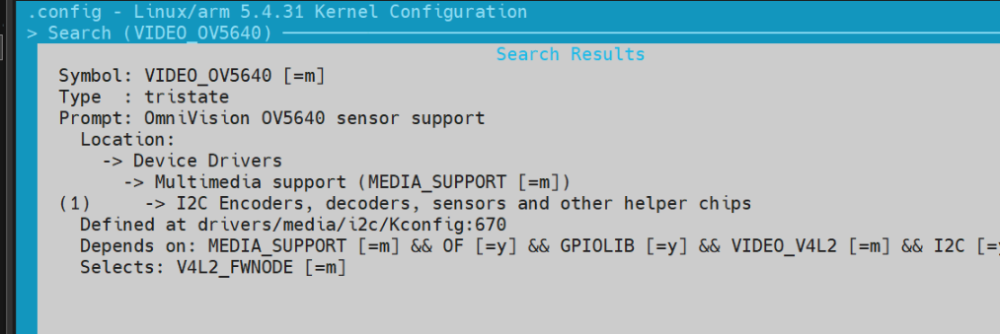 .config - Linux/arm 5.4.31 Kernel Configuration
> Search (VIDEO_OV5640)
Search Results
Symbol: VIDEO_OV5640 [=m]
Type  : tristate
Prompt: OmniVision OV5640 sensor support
Location:
-> Device Drivers
-> Multimedia support (MEDIA_SUPPORT [=m])
(1)     -> I2C Encoders, decoders, sensors and other helper chips
Defined at drivers/media/i2c/Kconfig:670
Depends on: MEDIA_SUPPORT [=m] && OF [=y] && GPIOLIB [=y] && VIDEO_V4L2 [=m] && I2C [=y
Selects: V4L2_FWNODE [=m]